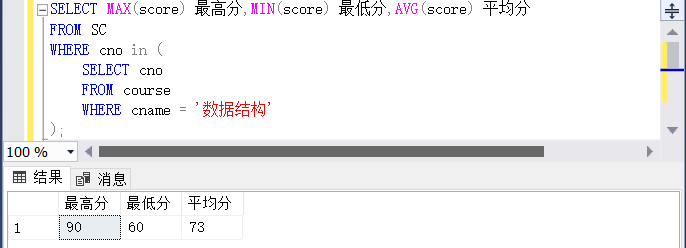 SELECT MAX(score) 最高分,MIN(score) 最低分,AVG(score) 平均分
FROM SC
WHERE cno in (
SELECT cno
FROM course
WHERE cname = '数据结构'
);
100 %
结果 消息
最高分 最低分 平均分
1 90 60 73